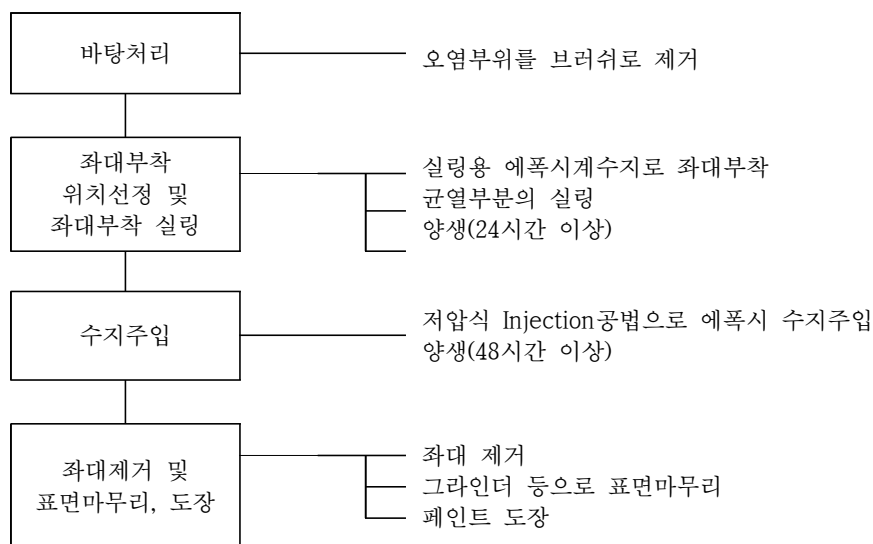 바탕처리
오염부위를 브러쉬로 제거
좌대부착
위치선정 및
좌대부착 실링
실링용 에폭시계수지로 좌대부착
균열부분의 실링
양생(24시간 이상)
수지주입
저압식 Injection공법으로 에폭시 수지주입
양생(48시간 이상)
좌대제거 및
표면마무리, 도장
좌대 제거
그라인더 등으로 표면마무리
페인트 도장